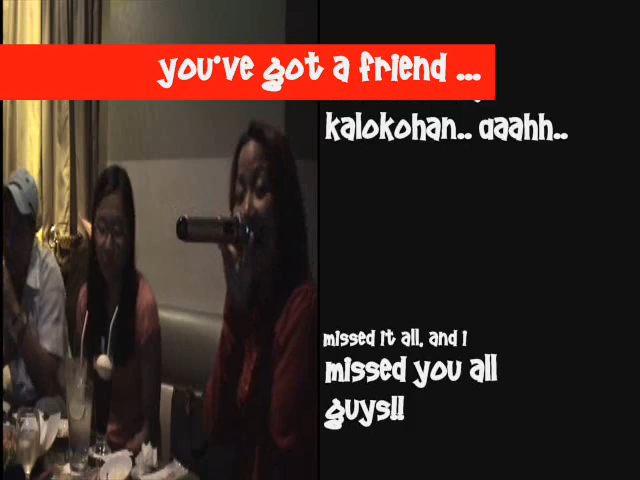 you've got a friend ...
kalokohan.. aaahh..
missed it all. and i
missed you all
guys!!